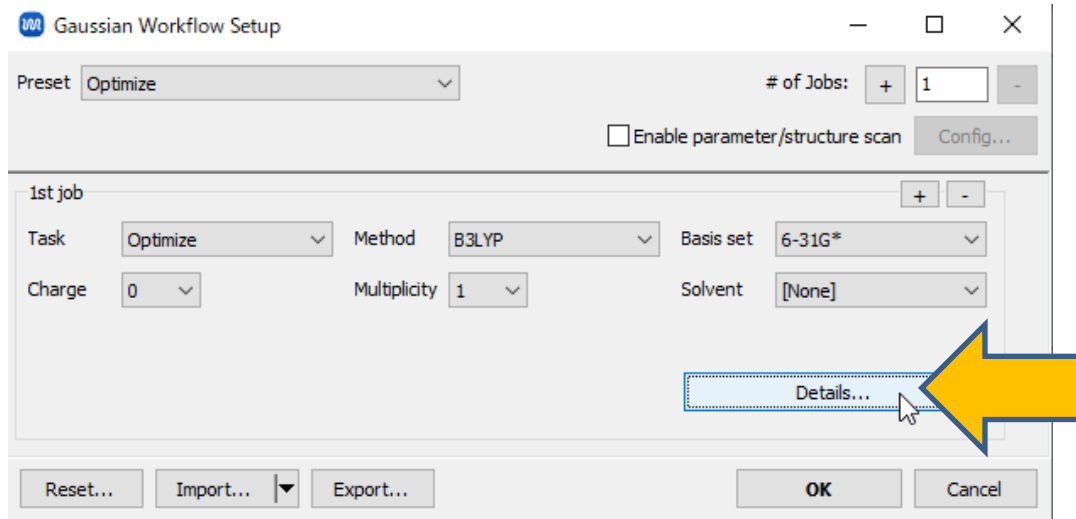 Gaussian Workflow Setup
Preset Optimize # of Jobs: + 1 -
Enable parameter/structure scan Config...
1st job + -
Task Optimize Method B3LYP Basis set 6-31G*
Charge 0 Multiplicity 1 Solvent [None]
Details...
Reset... Import... Export... OK Cancel